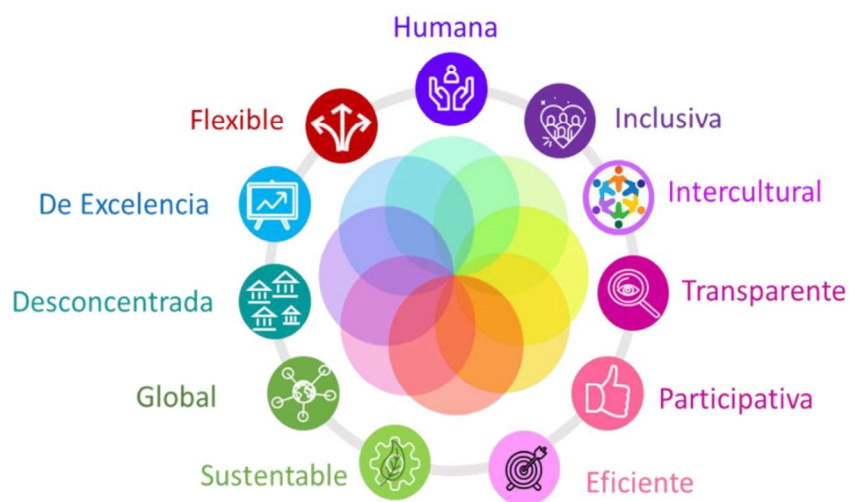 Humana
Inclusiva
Intercultural
Transparente
Participativa
Eficiente
Sustentable
Global
Desconcentrada
De Excelencia
Flexible